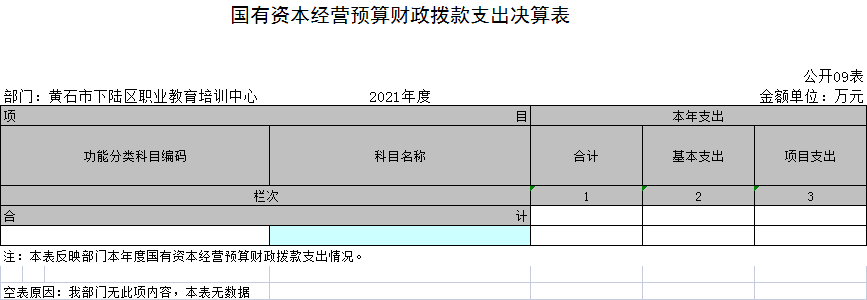 国有资本经营预算财政拨款支出决算表
公开09表
部门：黄石市下陆区职业教育培训中心 2021年度 金额单位：万元
项 目 本年支出
功能分类科目编码 科目名称 合计 基本支出 项目支出
栏次 1 2 3
合 计
注：本表反映部门本年度国有资本经营预算财政拨款支出情况。
空表原因：我部门无此项内容，本表无数据